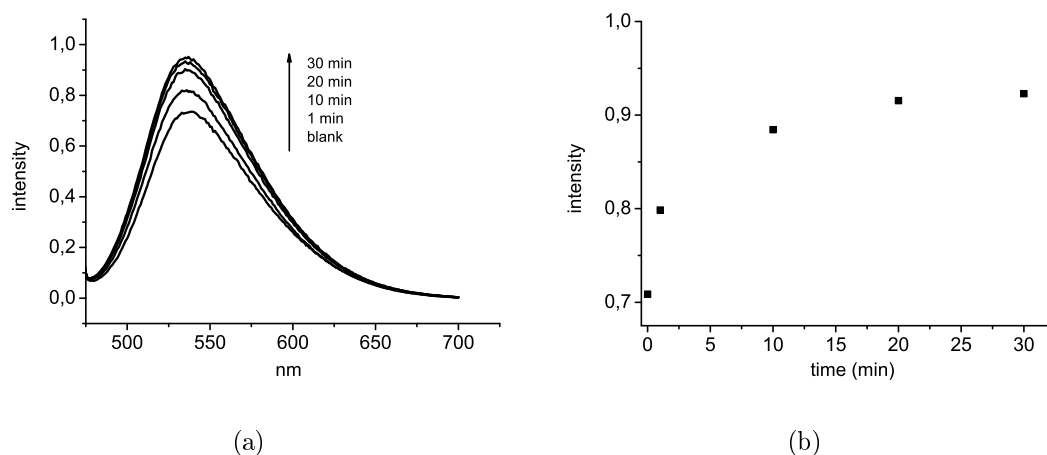 1,0
0,8
0,6
0,4
0,2
0,0
intensity
30 min
20 min
10 min
1 min
blank
500 550 600 650 700
nm
(a)
1,0
0,9
0,8
0,7
intensity
0 5 10 15 20 25 30
time (min)
(b)